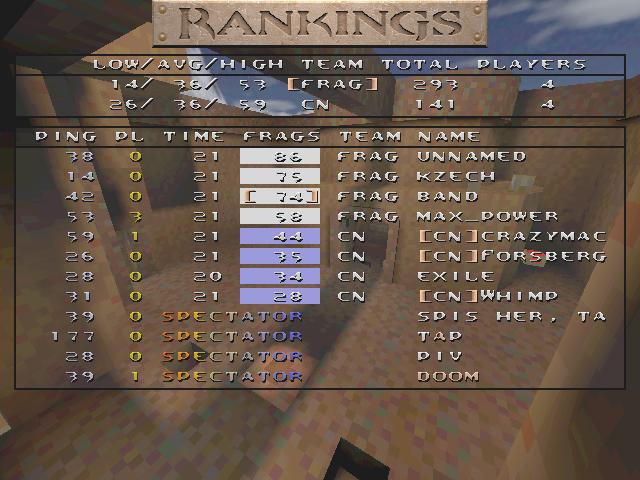 RANKINGS
LOW/AVG/HIGH TEAM TOTAL PLAYERS
14/ 36/ 53 [FRAG] 293 4
26/ 36/ 59 CN 141 4
PING PL TIME FRAGS TEAM NAME
38 0 21 86 FRAG UNNAMED
14 0 21 75 FRAG KZECH
42 0 21 [ 74] FRAG BAND
53 3 21 58 FRAG MAX_POWER
59 1 21 44 CN [CN]CRAZYMAC
26 0 21 35 CN [CN]FORSBERG
28 0 20 34 CN EXILE
31 0 21 28 CN [CN]WHIMP
39 0 SPECTATOR SPIS HER, TA
177 0 SPECTATOR TAP
28 0 SPECTATOR PIV
39 1 SPECTATOR DOOM